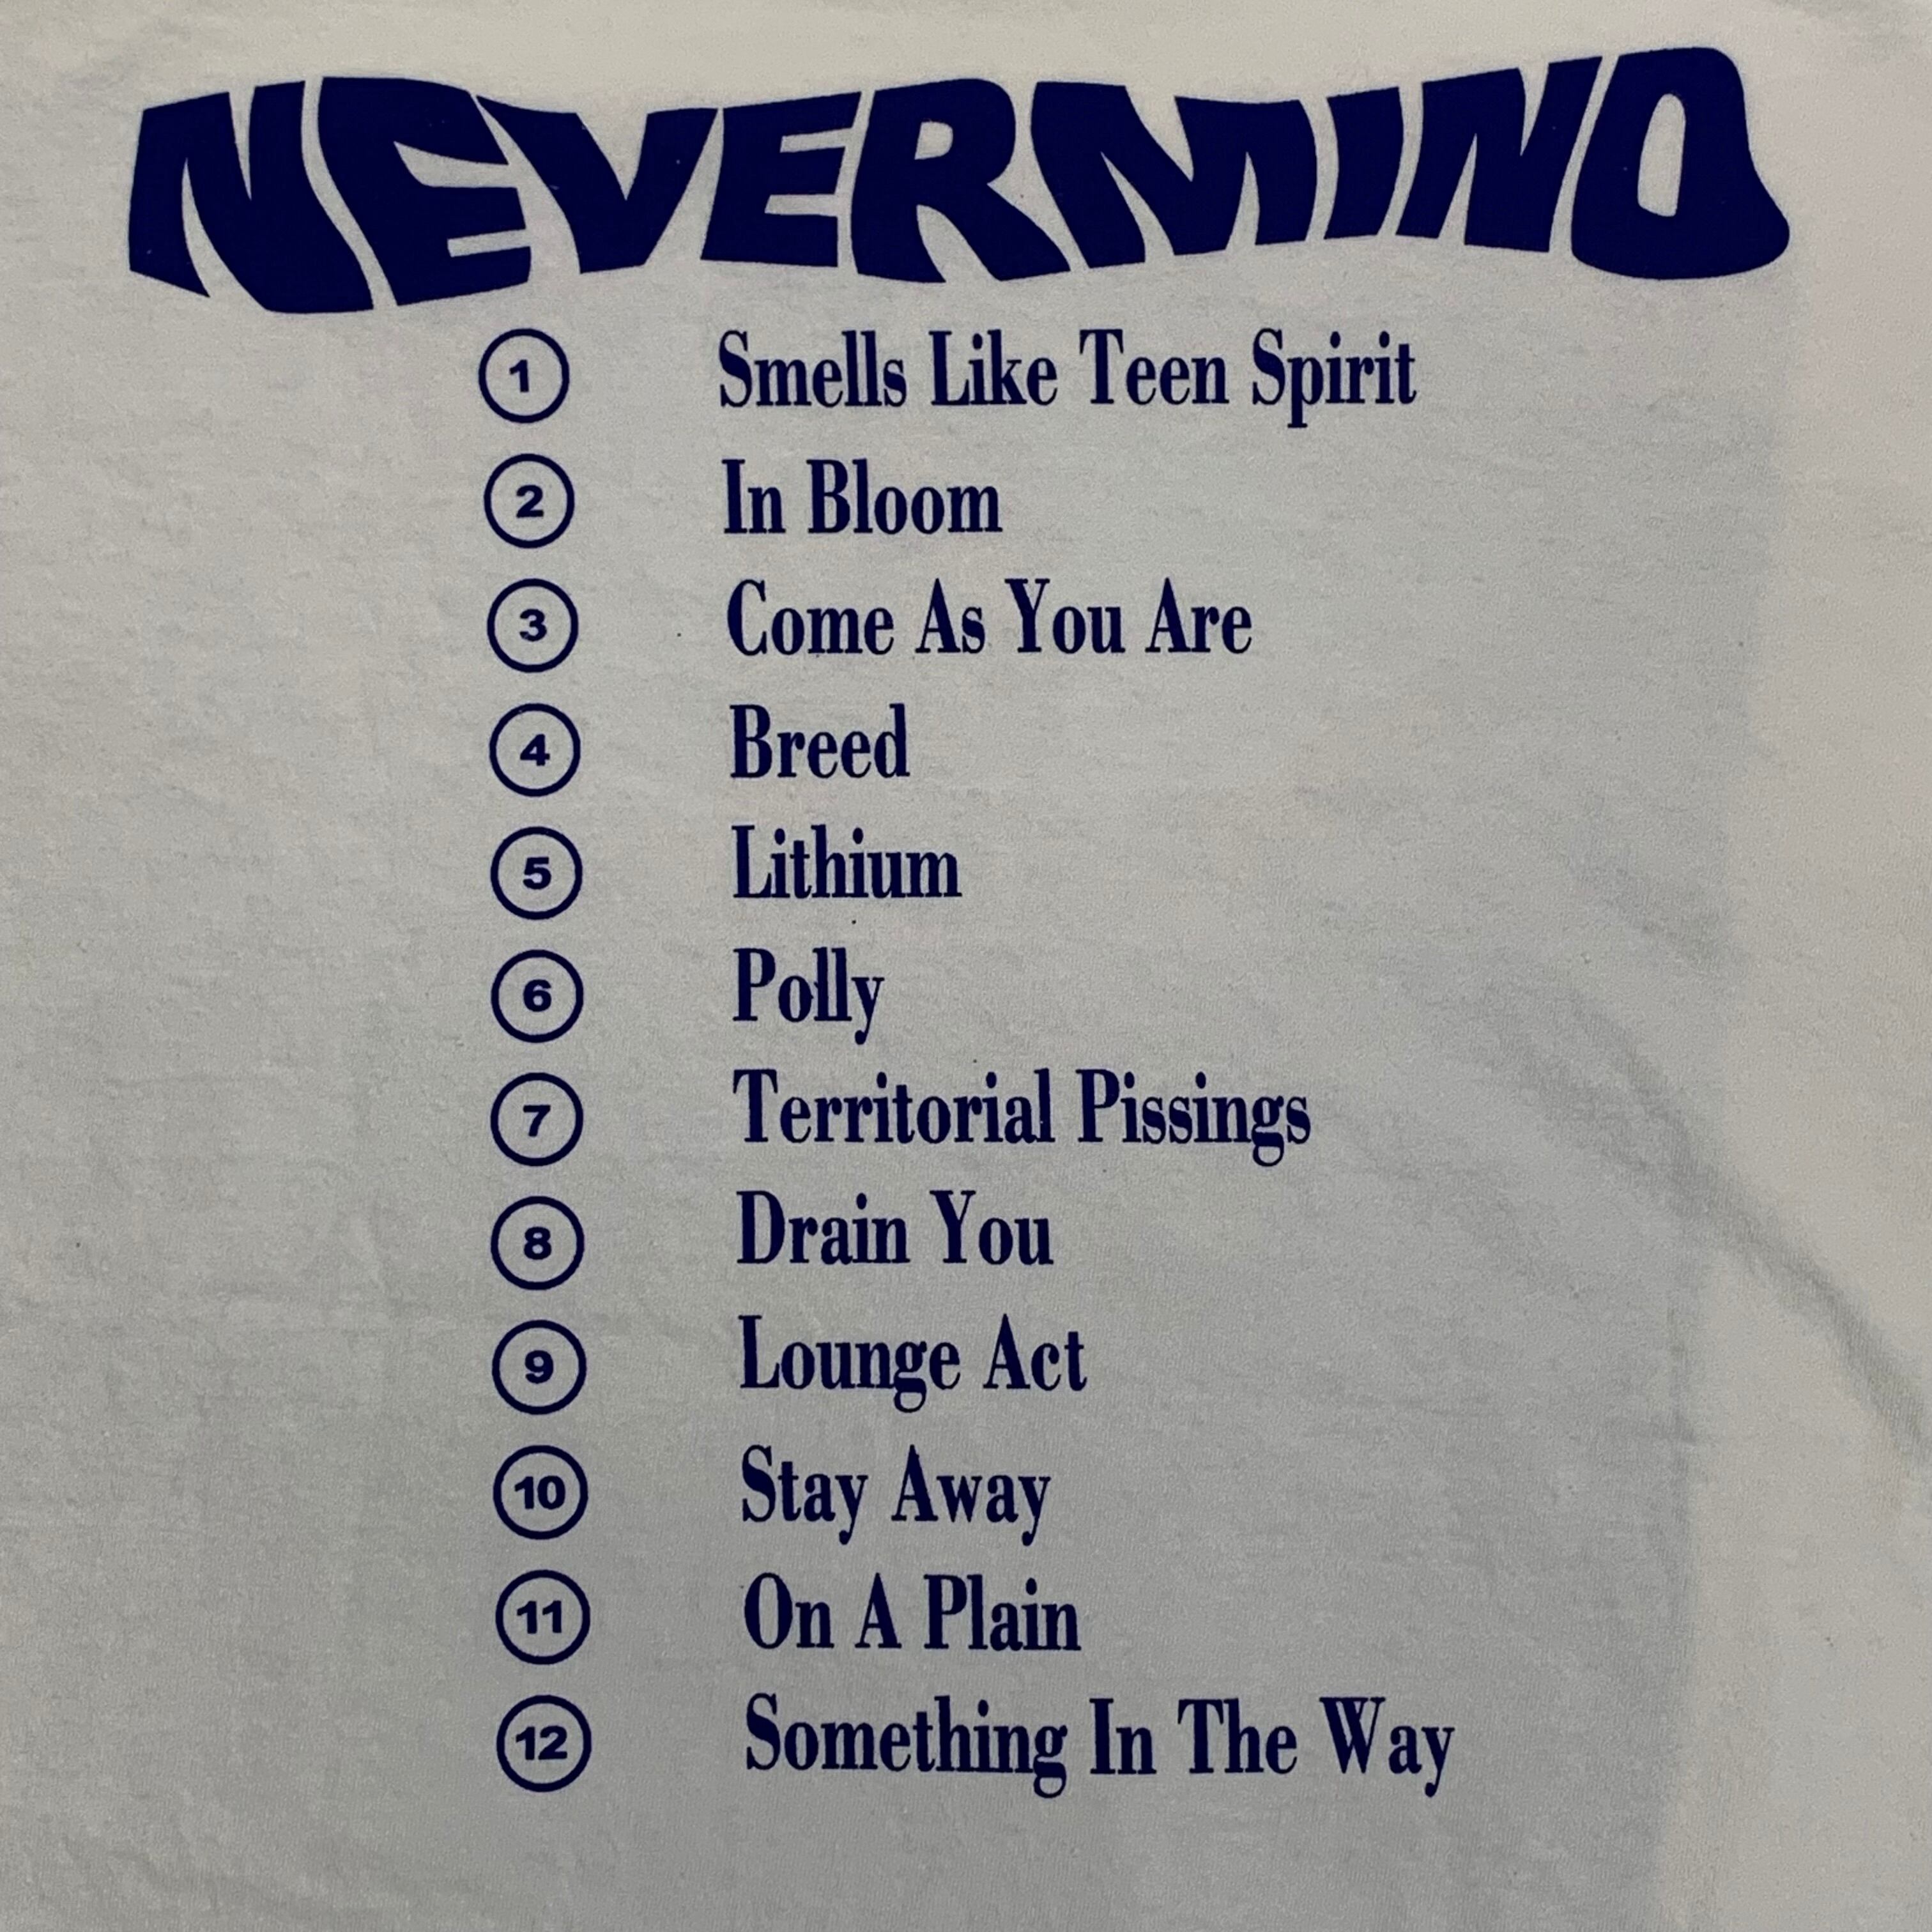 NEVERMIND
1 Smells Like Teen Spirit
2 In Bloom
3 Come As You Are
4 Breed
5 Lithium
6 Polly
7 Territorial Pissings
8 Drain You
9 Lounge Act
10 Stay Away
11 On A Plain
12 Something In The Way